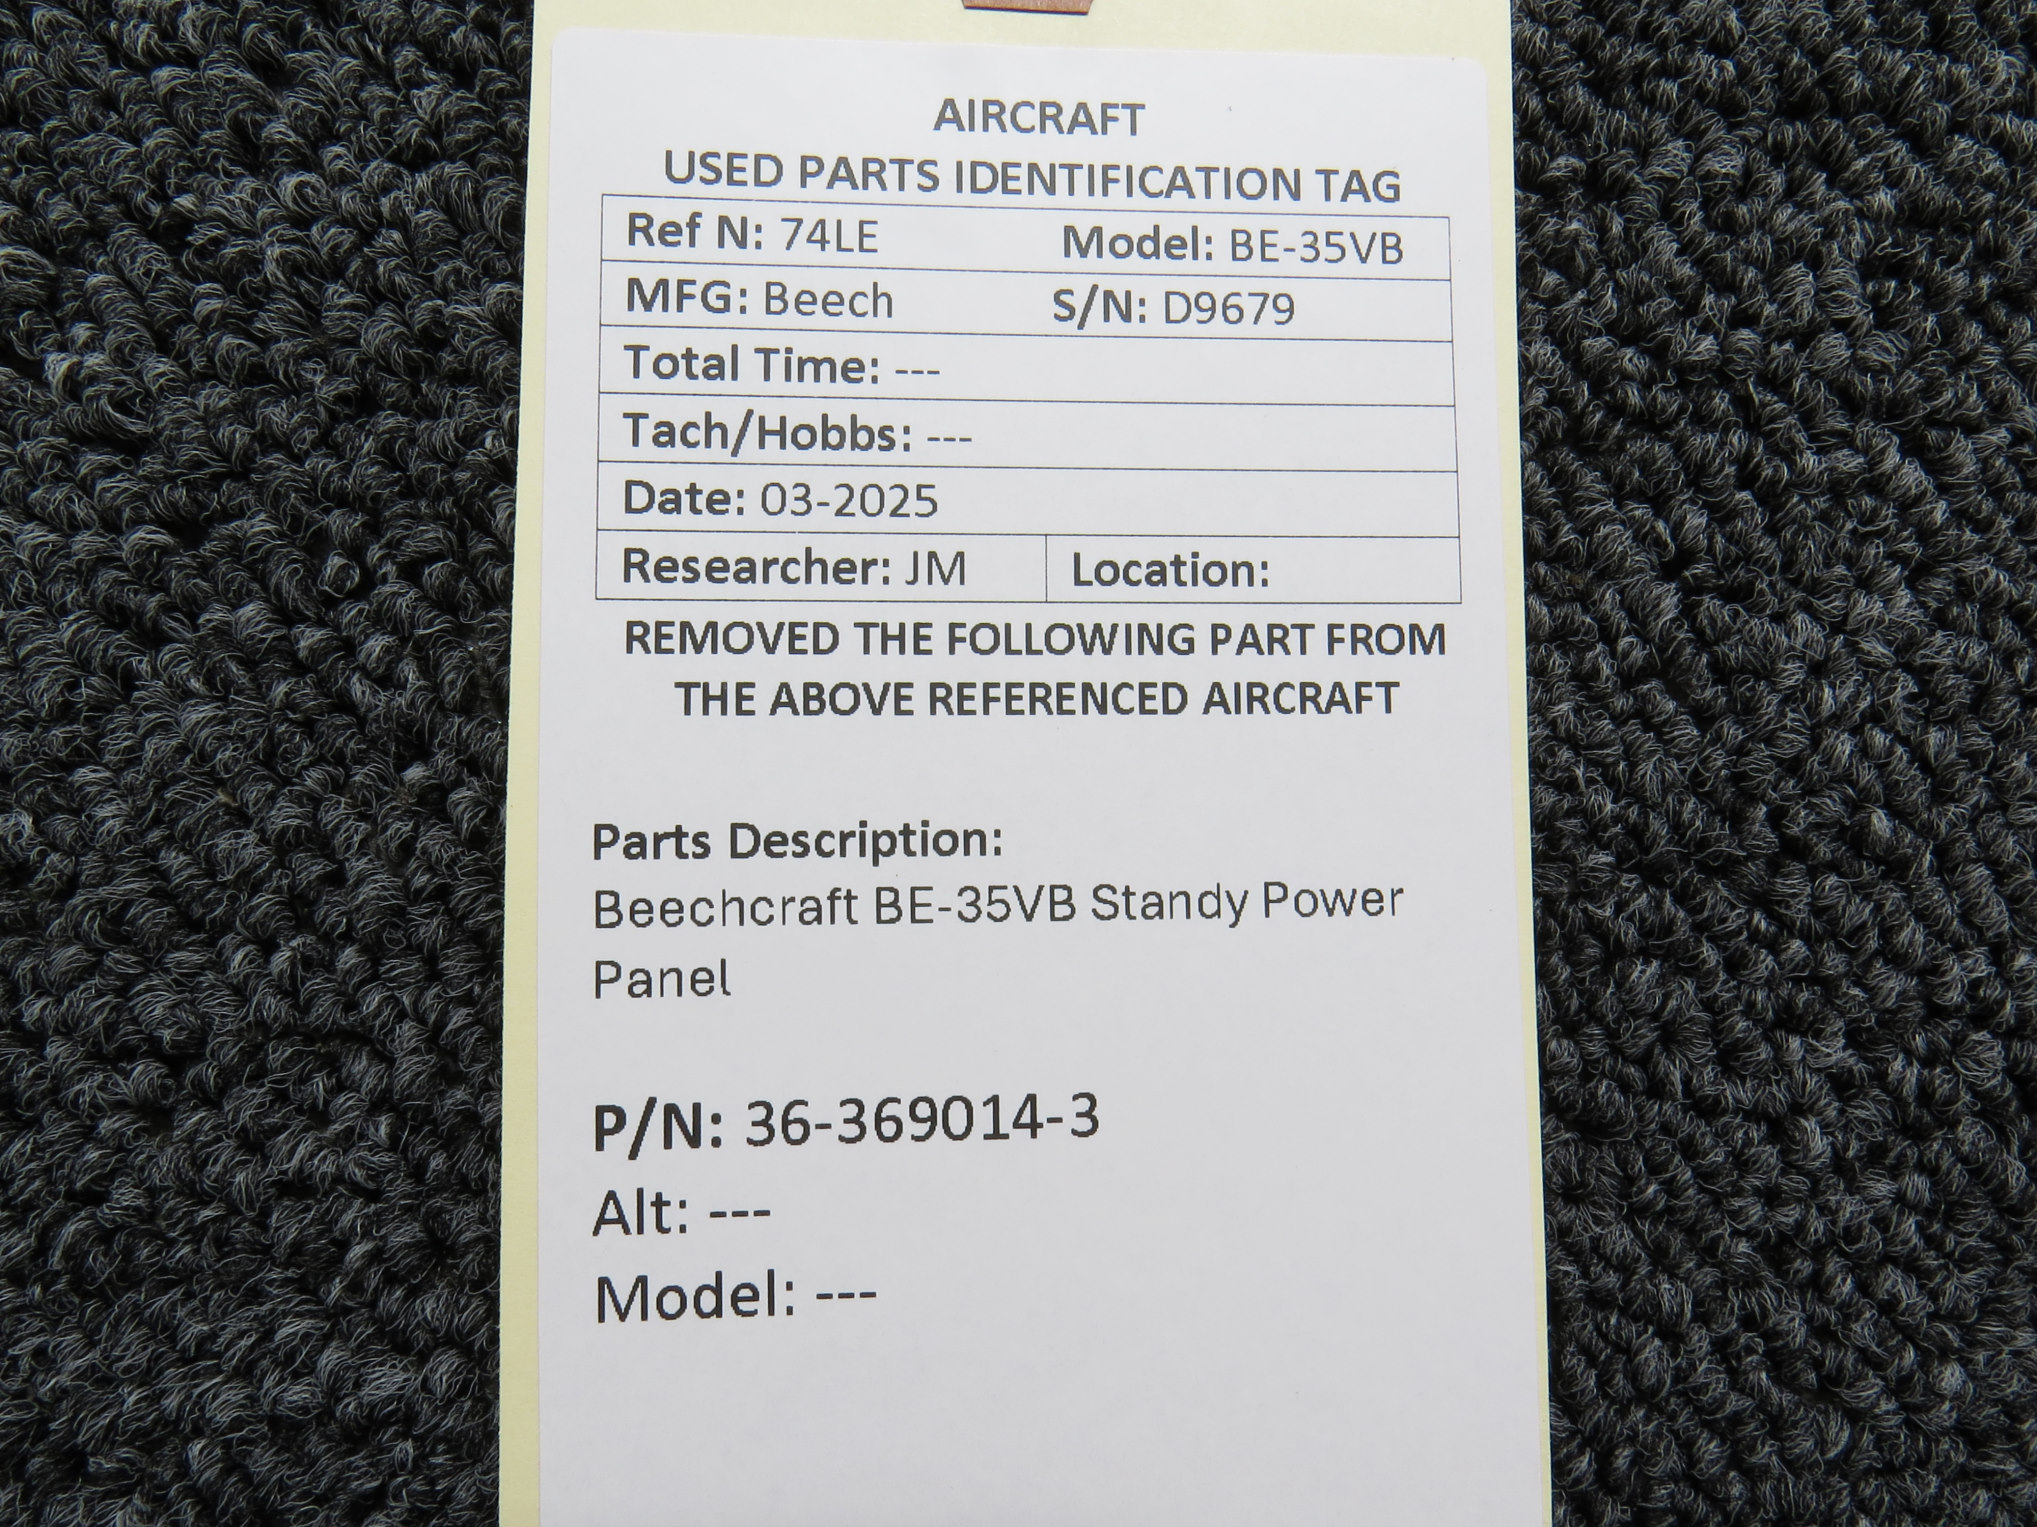 AIRCRAFT
USED PARTS IDENTIFICATION TAG
Ref N: 74LE Model: BE-35VB
MFG: Beech S/N: D9679
Total Time: ---
Tach/Hobbs: ---
Date: 03-2025
Researcher: JM Location:
REMOVED THE FOLLOWING PART FROM
THE ABOVE REFERENCED AIRCRAFT
Parts Description:
Beechcraft BE-35VB Standy Power
Panel
P/N: 36-369014-3
Alt: ---
Model: ---